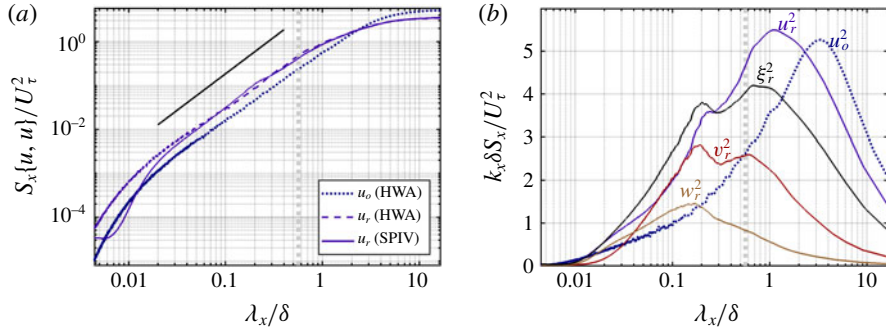 (a)
10^0
10^-2
10^-4
S_x{u, u}/U_τ^2
u_o (HWA)
u_r (HWA)
u_r (SPIV)
0.01 0.1 1 10
λ_x/δ
(b)
5
4
3
2
1
0
k_xδS_x/U_τ^2
u_r^2
u_o^2
ξ_r^2
v_r^2
w_r^2
0.01 0.1 1 10
λ_x/δ